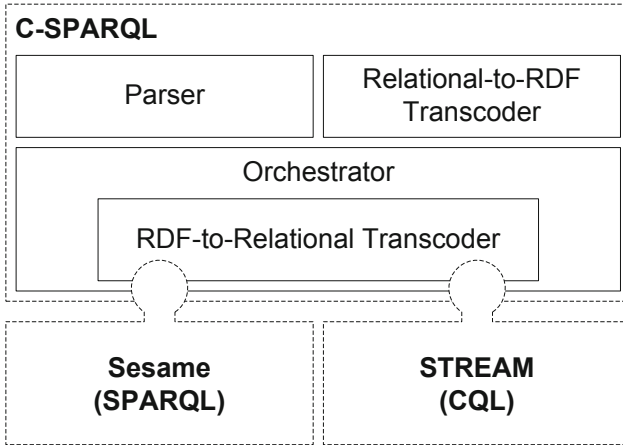 C-SPARQL
Parser
Relational-to-RDF
Transcoder
Orchestrator
RDF-to-Relational Transcoder
Sesame
(SPARQL)
STREAM
(CQL)